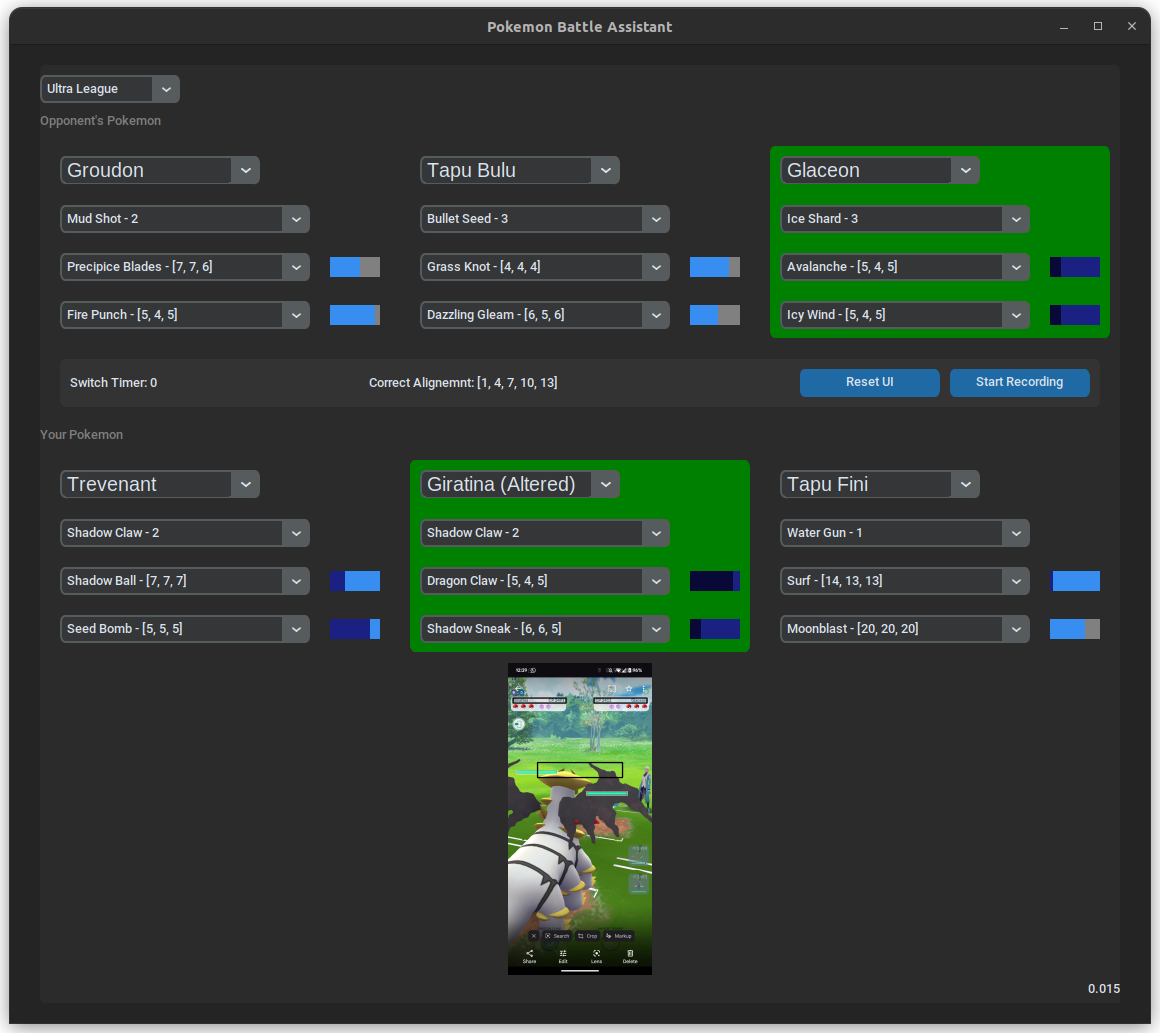 Pokemon Battle Assistant
Ultra League
Opponent's Pokemon
Groudon
Tapu Bulu
Glaceon
Mud Shot - 2
Bullet Seed - 3
Ice Shard - 3
Precipice Blades - [7, 7, 6]
Grass Knot - [4, 4, 4]
Avalanche - [5, 4, 5]
Fire Punch - [5, 4, 5]
Dazzling Gleam - [6, 5, 6]
Icy Wind - [5, 4, 5]
Switch Timer: 0
Correct Alignemnt: [1, 4, 7, 10, 13]
Reset UI
Start Recording
Your Pokemon
Trevenant
Giratina (Altered)
Tapu Fini
Shadow Claw - 2
Shadow Claw - 2
Water Gun - 1
Shadow Ball - [7, 7, 7]
Dragon Claw - [5, 4, 5]
Surf - [14, 13, 13]
Seed Bomb - [5, 5, 5]
Shadow Sneak - [6, 6, 5]
Moonblast - [20, 20, 20]
12:39
96%
Search
Crop
Markup
Share
Edit
Lens
Delete
0.015